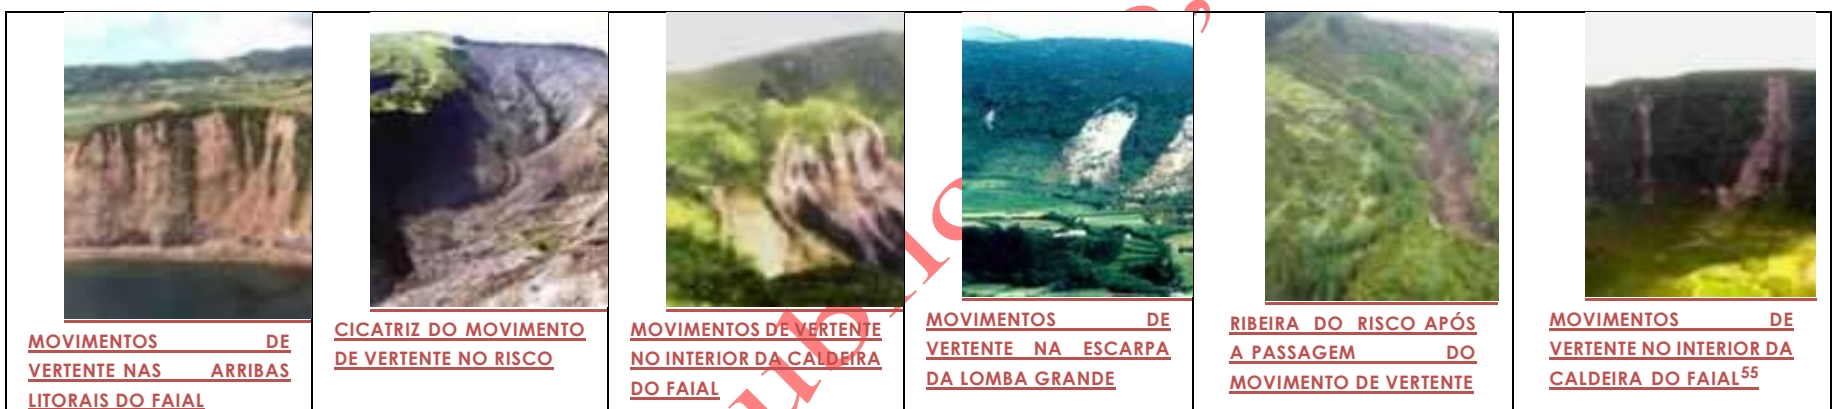 MOVIMENTOS DE
VERTENTE NAS ARRIBAS
LITORAIS DO FAIAL
CICATRIZ DO MOVIMENTO
DE VERTENTE NO RISCO
MOVIMENTOS DE VERTENTE
NO INTERIOR DA CALDEIRA
DO FAIAL
MOVIMENTOS DE
VERTENTE NA ESCARPA
DA LOMBA GRANDE
RIBEIRA DO RISCO APÓS
A PASSAGEM DO
MOVIMENTO DE VERTENTE
MOVIMENTOS DE
VERTENTE NO INTERIOR DA
CALDEIRA DO FAIAL55